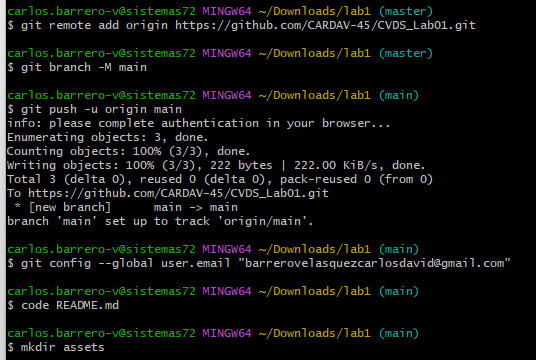 carlos.barrero-v@sistemas72 MINGW64 ~/Downloads/lab1 (master)
$ git remote add origin https://github.com/CARDAV-45/CVDS_Lab01.git
carlos.barrero-v@sistemas72 MINGW64 ~/Downloads/lab1 (master)
$ git branch -M main
carlos.barrero-v@sistemas72 MINGW64 ~/Downloads/lab1 (main)
$ git push -u origin main
info: please complete authentication in your browser...
Enumerating objects: 3, done.
Counting objects: 100% (3/3), done.
Writing objects: 100% (3/3), 222 bytes | 222.00 KiB/s, done.
Total 3 (delta 0), reused 0 (delta 0), pack-reused 0 (from 0)
To https://github.com/CARDAV-45/CVDS_Lab01.git
 * [new branch]      main -> main
branch 'main' set up to track 'origin/main'.
carlos.barrero-v@sistemas72 MINGW64 ~/Downloads/lab1 (main)
$ git config --global user.email "barrerovelasquezcarlosdavid@gmail.com"
carlos.barrero-v@sistemas72 MINGW64 ~/Downloads/lab1 (main)
$ code README.md
carlos.barrero-v@sistemas72 MINGW64 ~/Downloads/lab1 (main)
$ mkdir assets